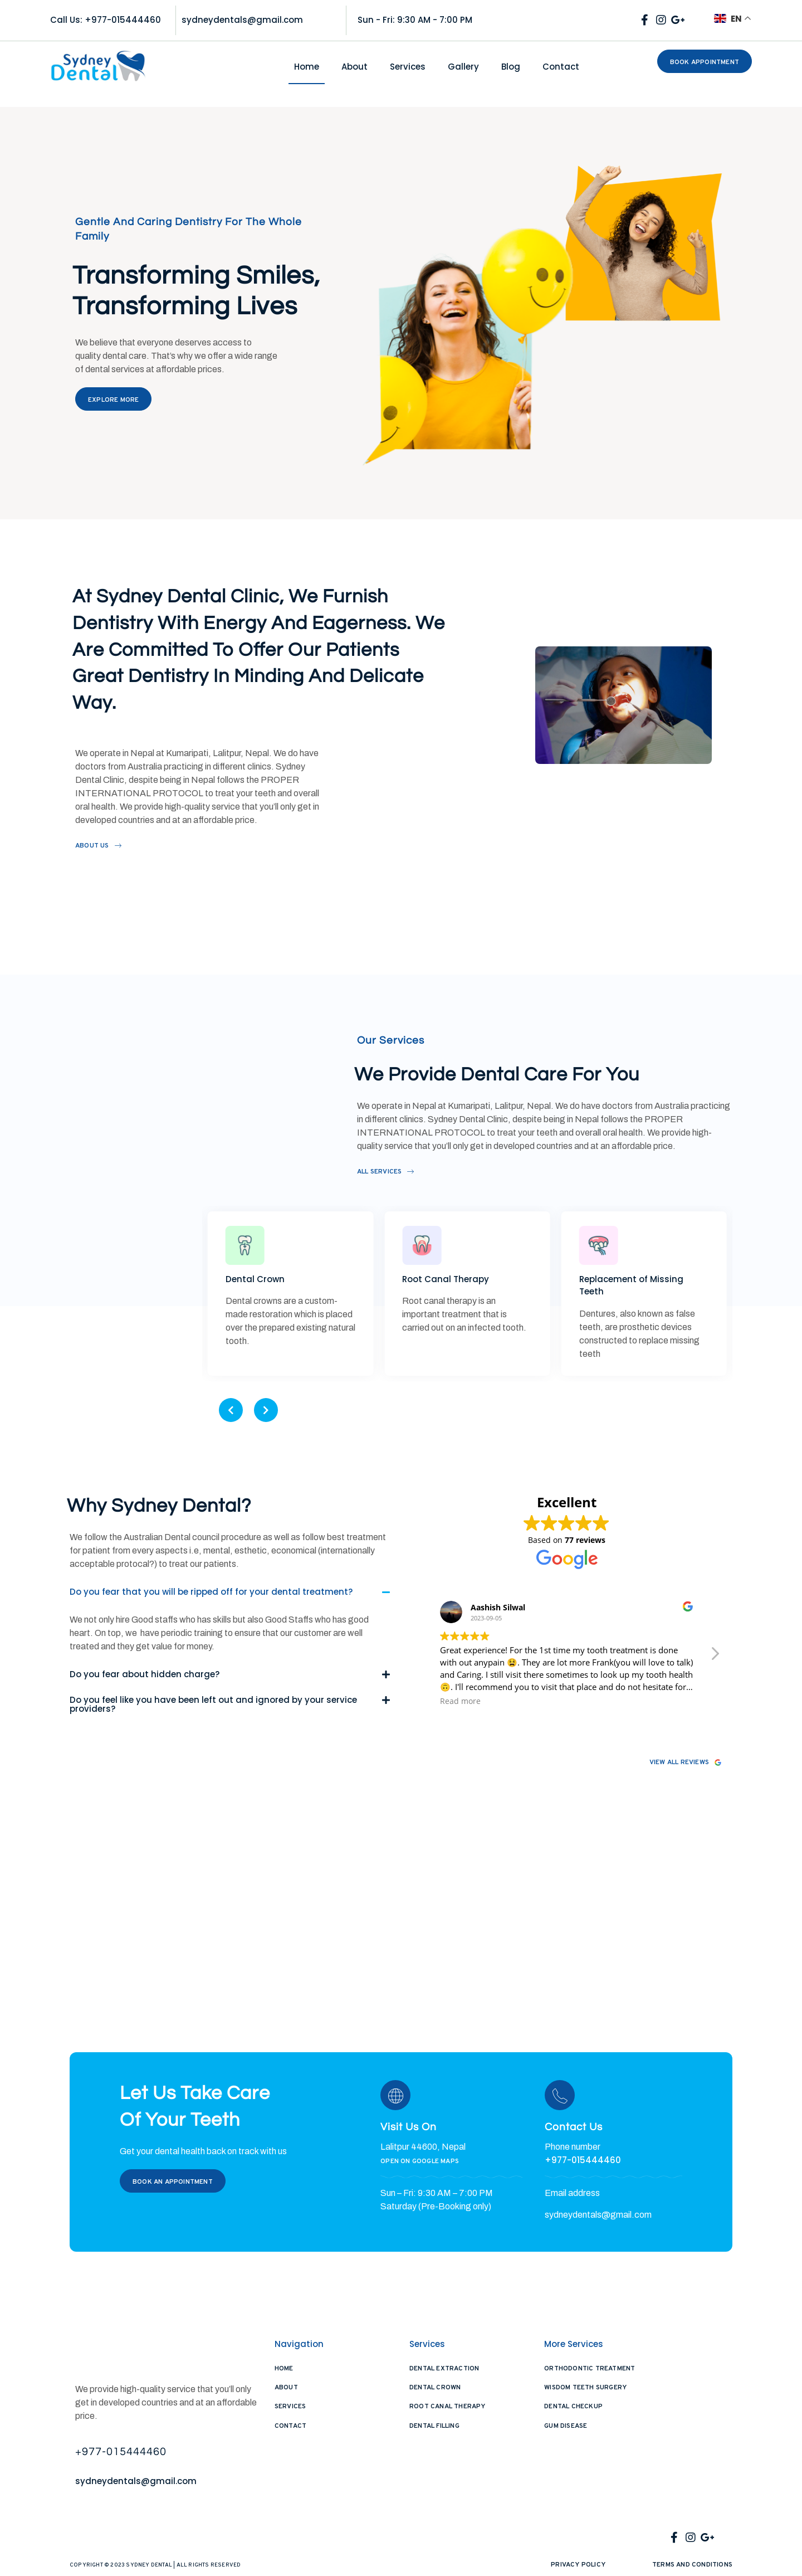 Call Us: +977-015444460
sydneydentals@gmail.com
Sun - Fri: 9:30 AM - 7:00 PM
EN
Sydney
Dental
Home
About
Services
Gallery
Blog
Contact
BOOK APPOINTMENT
Gentle And Caring Dentistry For The Whole
Family
Transforming Smiles,
Transforming Lives
We believe that everyone deserves access to
quality dental care. That's why we offer a wide range
of dental services at affordable prices.
EXPLORE MORE
At Sydney Dental Clinic, We Furnish
Dentistry With Energy And Eagerness. We
Are Committed To Offer Our Patients
Great Dentistry In Minding And Delicate
Way.
We operate in Nepal at Kumaripati, Lalitpur, Nepal. We do have
doctors from Australia practicing in different clinics. Sydney
Dental Clinic, despite being in Nepal follows the PROPER
INTERNATIONAL PROTOCOL to treat your teeth and overall
oral health. We provide high-quality service that you'll only get in
developed countries and at an affordable price.
ABOUT US
Our Services
We Provide Dental Care For You
We operate in Nepal at Kumaripati, Lalitpur, Nepal. We do have doctors from Australia practicing
in different clinics. Sydney Dental Clinic, despite being in Nepal follows the PROPER
INTERNATIONAL PROTOCOL to treat your teeth and overall oral health. We provide high-
quality service that you'll only get in developed countries and at an affordable price.
ALL SERVICES
Dental Crown
Dental crowns are a custom-
made restoration which is placed
over the prepared existing natural
tooth.
Root Canal Therapy
Root canal therapy is an
important treatment that is
carried out on an infected tooth.
Replacement of Missing
Teeth
Dentures, also known as false
teeth, are prosthetic devices
constructed to replace missing
teeth
Why Sydney Dental?
We follow the Australian Dental council procedure as well as follow best treatment
for patient from every treatment i.e., mental, esthetic, economical (internationally
acceptable protocal?) to treat our patients.
Do you fear that you will be ripped off for your dental treatment?
We not only hire Good staffs who has skills but also Good Staffs who has good
heart. On top, we  have periodic training to ensure that our customer are well
treated and they get value for money.
Do you fear about hidden charge?
Do you feel like you have been left out and ignored by your service
providers?
Excellent
Based on 77 reviews
Google
Aashish Silwal
2023-09-05
Great experience! For the 1st time my tooth treatment is done
with out anypain 😫. They are lot more Frank(you will love to talk)
and Caring. I still visit there sometimes to look up my tooth health
🙃. I'll recommend you to visit that place and do not hesitate for...
Read more
VIEW ALL REVIEWS
Let Us Take Care
Of Your Teeth
Get your dental health back on track with us
BOOK AN APPOINTMENT
Visit Us On
Lalitpur 44600, Nepal
OPEN ON GOOGLE MAPS
Sun – Fri: 9:30 AM – 7:00 PM
Saturday (Pre-Booking only)
Contact Us
Phone number
+977-015444460
Email address
sydneydentals@gmail.com
We provide high-quality service that you'll only
get in developed countries and at an affordable
price.
+977-015444460
sydneydentals@gmail.com
Navigation
HOME
ABOUT
SERVICES
CONTACT
Services
DENTAL EXTRACTION
DENTAL CROWN
ROOT CANAL THERAPY
DENTAL FILLING
More Services
ORTHODONTIC TREATMENT
WISDOM TEETH SURGERY
DENTAL CHECKUP
GUM DISEASE
COPYRIGHT © 2023 SYDNEY DENTAL | ALL RIGHTS RESERVED
PRIVACY POLICY
TERMS AND CONDITIONS